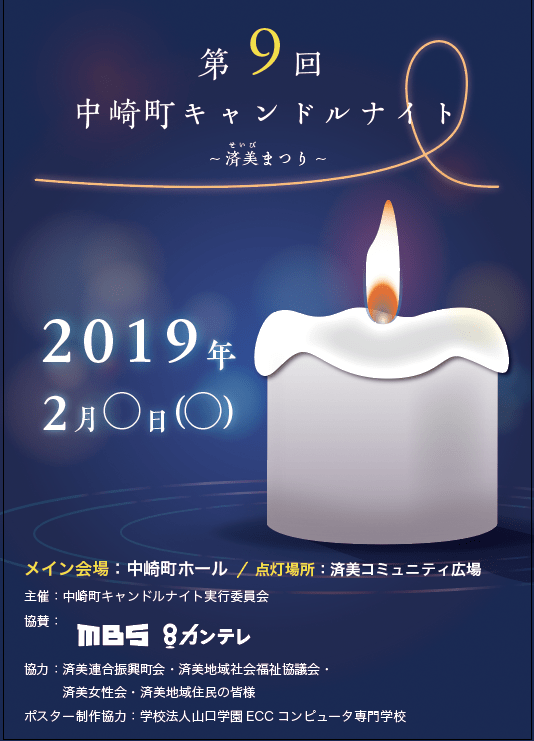 第9回
中崎町キャンドルナイト
せいび
～済美まつり～
2019年
2月◯日(◯)
メイン会場：中崎町ホール / 点灯場所：済美コミュニティ広場
主催：中崎町キャンドルナイト実行委員会
協賛：
MBS 8カンテレ
協力：済美連合振興町会・済美地域社会福祉協議会・
済美女性会・済美地域住民の皆様
ポスター制作協力：学校法人山口学園ECCコンピュータ専門学校